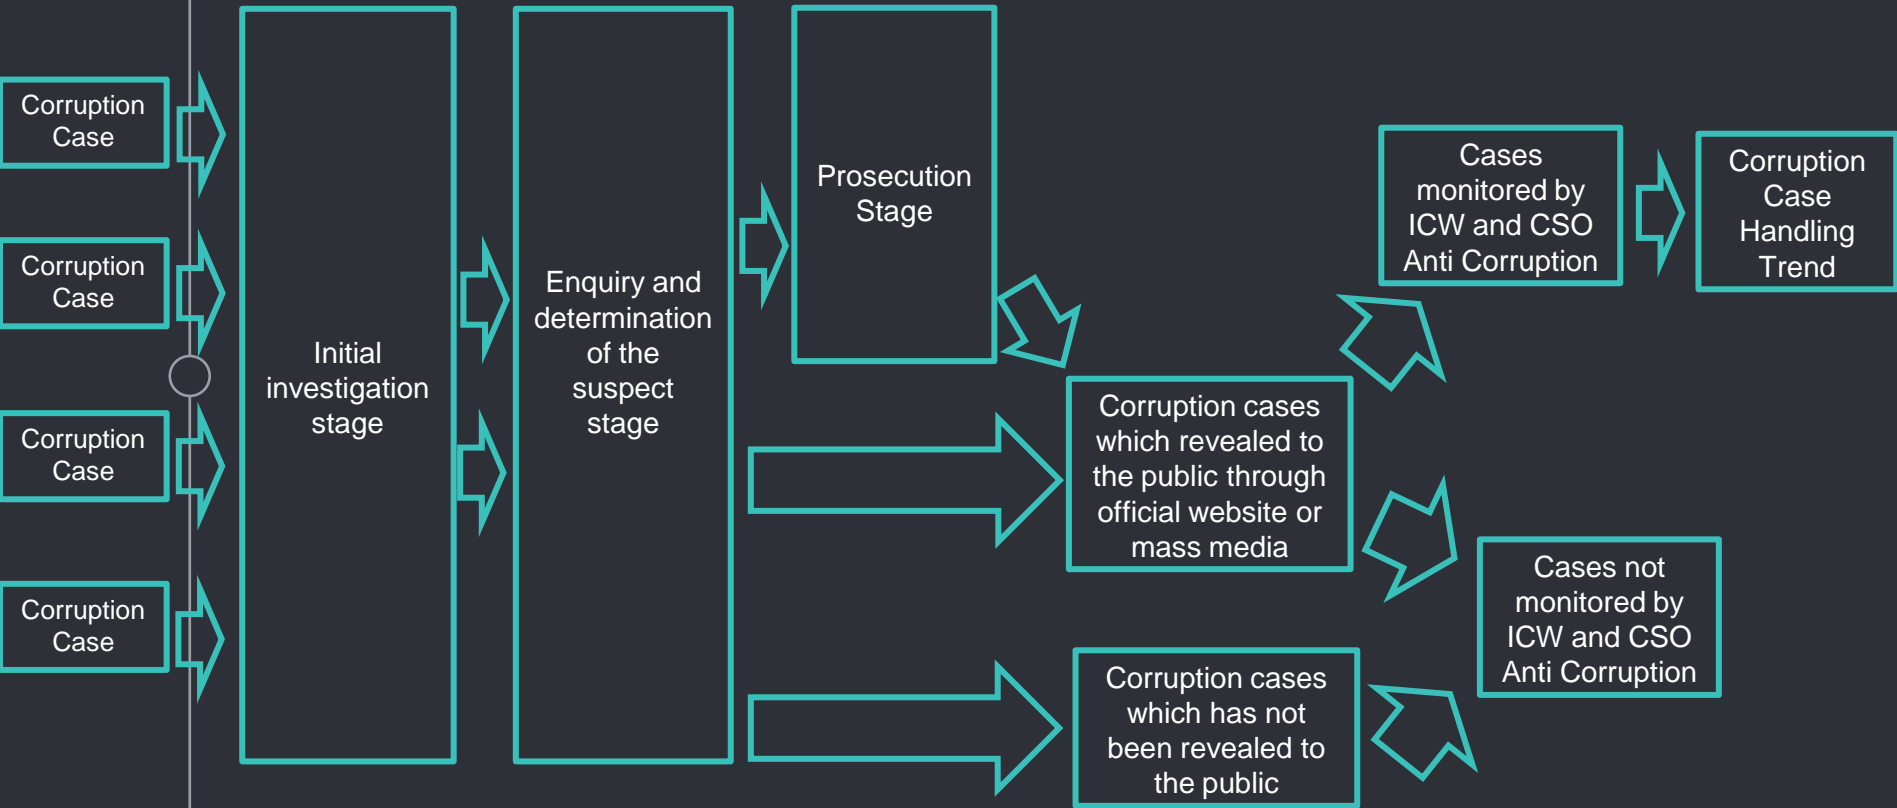 Corruption
Case
Corruption
Case
Corruption
Case
Corruption
Case
Initial
investigation
stage
Enquiry and
determination
of the
suspect
stage
Prosecution
Stage
Corruption cases
which revealed to
the public through
official website or
mass media
Corruption cases
which has not
been revealed to
the public
Cases
monitored by
ICW and CSO
Anti Corruption
Cases not
monitored by
ICW and CSO
Anti Corruption
Corruption
Case
Handling
Trend